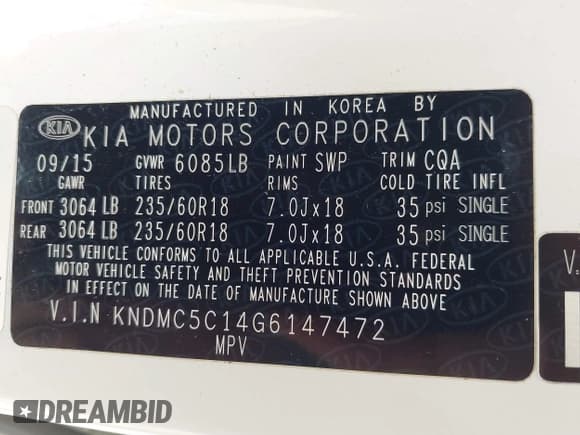 MANUFACTURED IN KOREA BY
KIA KIA MOTORS CORPORATION
09/15 GVWR 6085LB PAINT SWP TRIM CQA
GAWR TIRES RIMS COLD TIRE INFL
FRONT 3064 LB 235/60R18 7.0Jx18 35 psi SINGLE
REAR 3064 LB 235/60R18 7.0Jx18 35 psi SINGLE
THIS VEHICLE CONFORMS TO ALL APPLICABLE U.S.A. FEDERAL
MOTOR VEHICLE SAFETY AND THEFT PREVENTION STANDARDS
IN EFFECT ON THE DATE OF MANUFACTURE SHOWN ABOVE
V.I.N KNDMC5C14G6147472
MPV
V.
DREAMBID